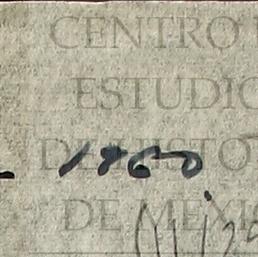 CENTRO
ESTUDIO
DE HISTO
1860
DE MEXI